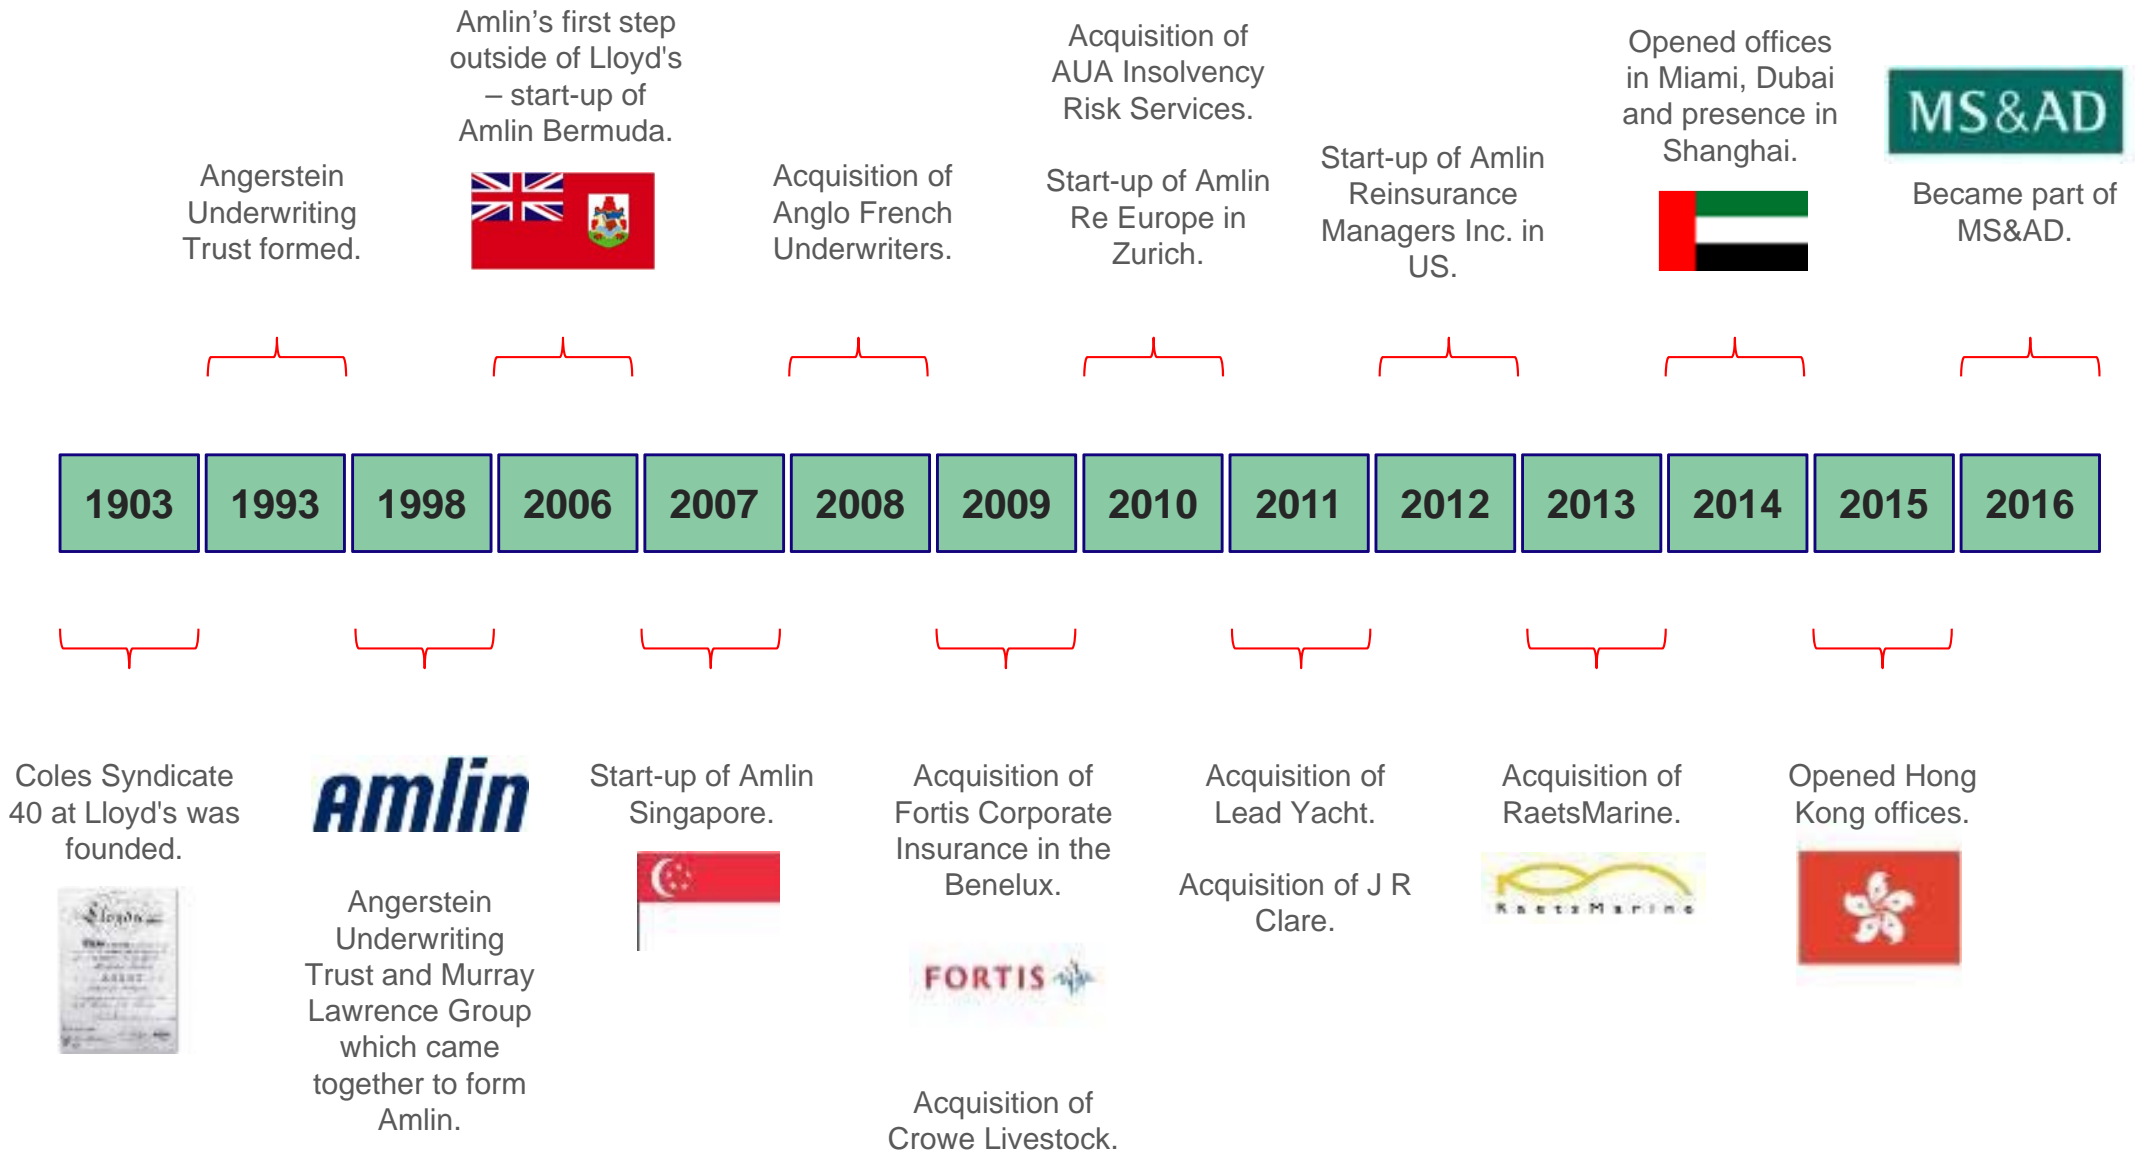 Amlin’s first step
outside of Lloyd's
– start-up of
Amlin Bermuda.
Acquisition of
AUA Insolvency
Risk Services.
Start-up of Amlin
Re Europe in
Zurich.
Opened offices
in Miami, Dubai
and presence in
Shanghai.
MS&AD
Became part of
MS&AD.
Angerstein
Underwriting
Trust formed.
Acquisition of
Anglo French
Underwriters.
Start-up of Amlin
Reinsurance
Managers Inc. in
US.
1903
1993
1998
2006
2007
2008
2009
2010
2011
2012
2013
2014
2015
2016
Coles Syndicate
40 at Lloyd's was
founded.
Lloyds
amlin
Angerstein
Underwriting
Trust and Murray
Lawrence Group
which came
together to form
Amlin.
Start-up of Amlin
Singapore.
Acquisition of
Fortis Corporate
Insurance in the
Benelux.
FORTIS
Acquisition of
Crowe Livestock.
Acquisition of
Lead Yacht.
Acquisition of J R
Clare.
Acquisition of
RaetsMarine.
RaetsMarine
Opened Hong
Kong offices.